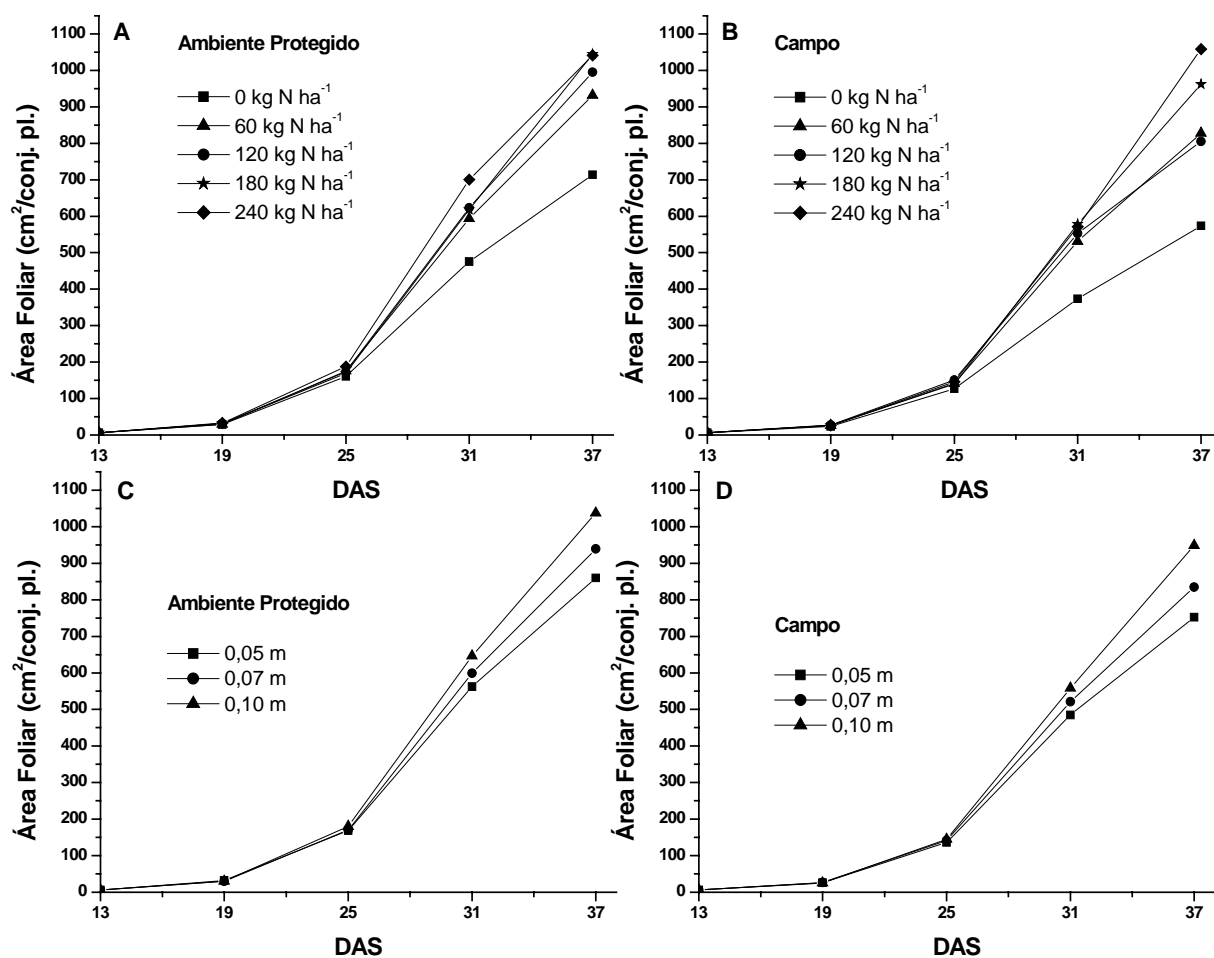 A
Ambiente Protegido
0 kg N ha⁻¹
60 kg N ha⁻¹
120 kg N ha⁻¹
180 kg N ha⁻¹
240 kg N ha⁻¹
Área Foliar (cm²/conj. pl.)
1100
1000
900
800
700
600
500
400
300
200
100
0
13 19 25 31 37
DAS
B
Campo
0 kg N ha⁻¹
60 kg N ha⁻¹
120 kg N ha⁻¹
180 kg N ha⁻¹
240 kg N ha⁻¹
Área Foliar (cm²/conj. pl.)
1100
1000
900
800
700
600
500
400
300
200
100
0
13 19 25 31 37
DAS
C
Ambiente Protegido
0,05 m
0,07 m
0,10 m
Área Foliar (cm²/conj. pl.)
1100
1000
900
800
700
600
500
400
300
200
100
0
13 19 25 31 37
DAS
D
Campo
0,05 m
0,07 m
0,10 m
Área Foliar (cm²/conj. pl.)
1100
1000
900
800
700
600
500
400
300
200
100
0
13 19 25 31 37
DAS